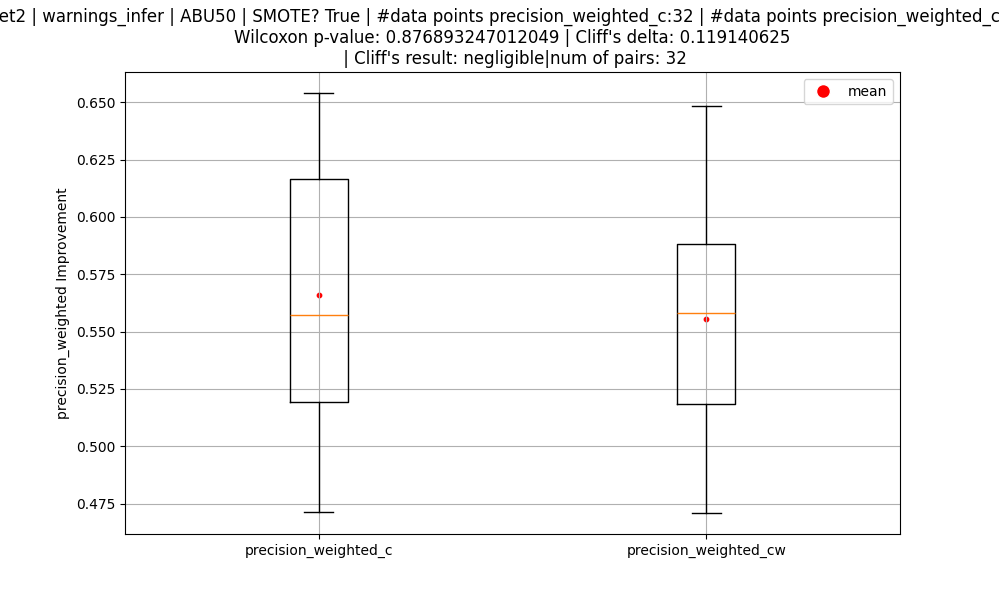 et2 | warnings_infer | ABU50 | SMOTE? True | #data points precision_weighted_c:32 | #data points precision_weighted_c
Wilcoxon p-value: 0.876893247012049 | Cliff's delta: 0.119140625
| Cliff's result: negligible|num of pairs: 32
mean
precision_weighted Improvement
0.650
0.625
0.600
0.575
0.550
0.525
0.500
0.475
precision_weighted_c
precision_weighted_cw